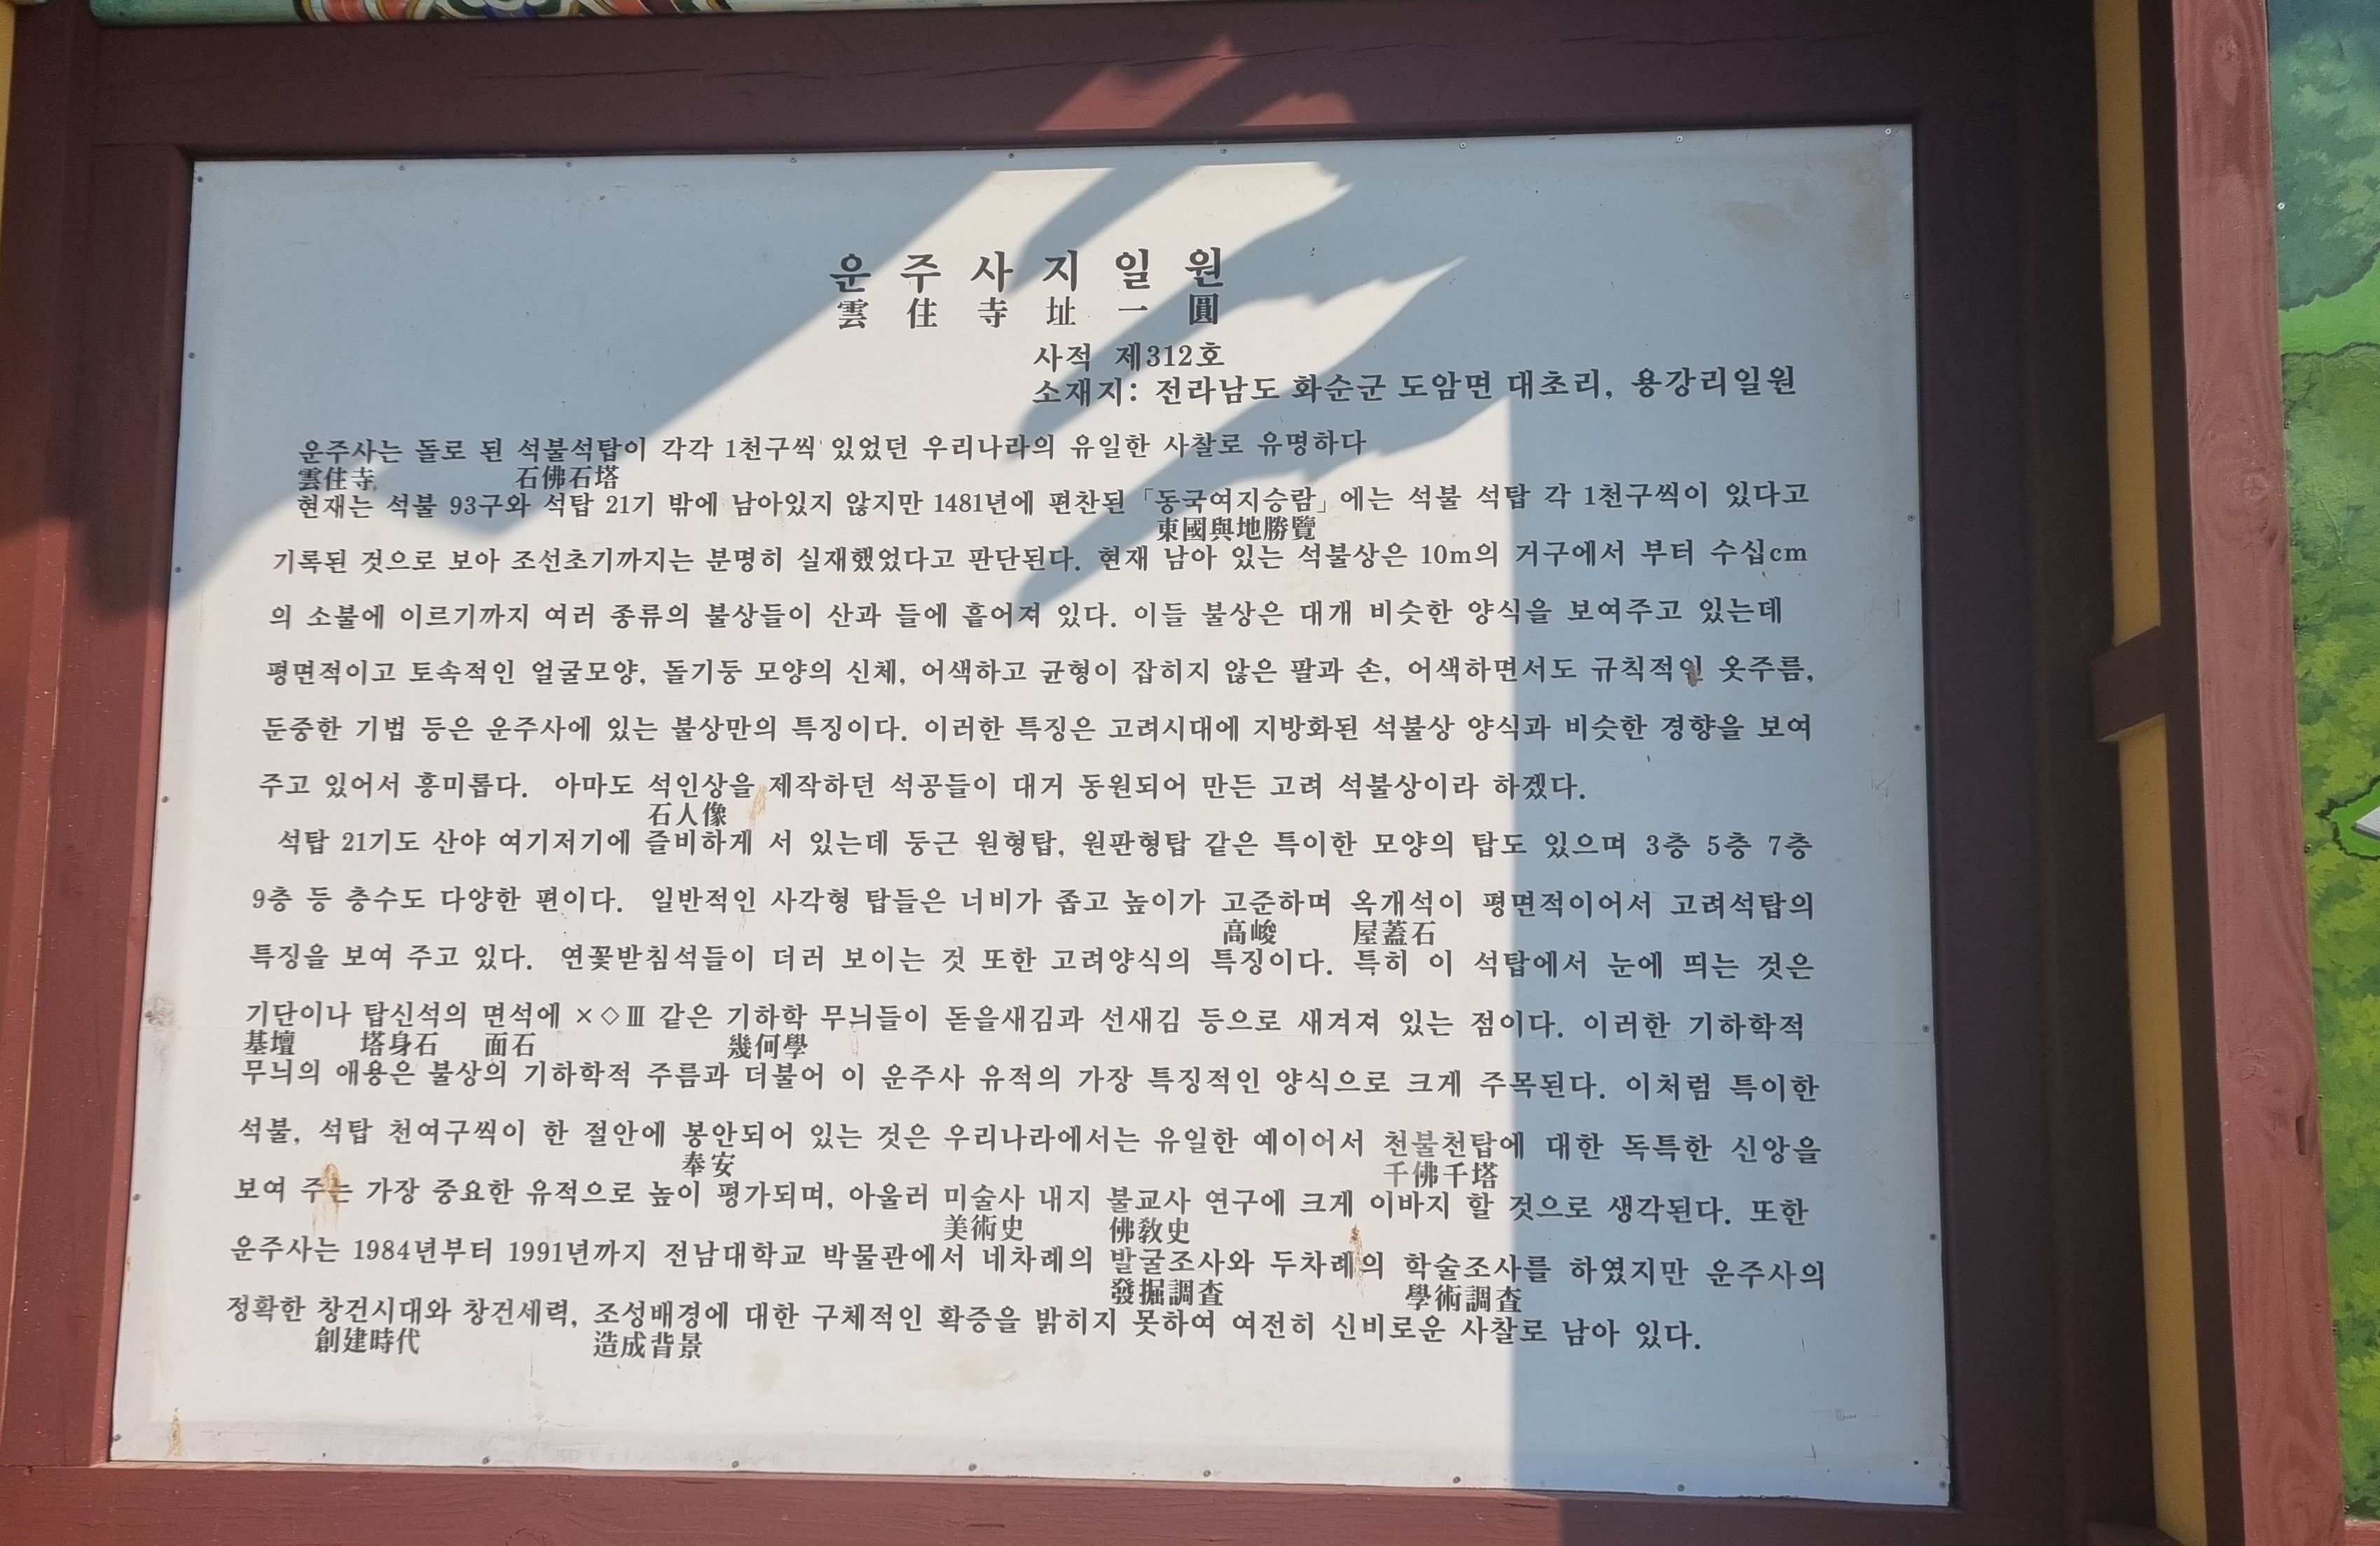 운주사지일원
雲住寺址一圓
사적 제312호
소재지: 전라남도 화순군 도암면 대초리, 용강리일원
운주사는 돌로 된 석불석탑이 각각 1천구씩 있었던 우리나라의 유일한 사찰로 유명하다
雲住寺 石佛石塔
현재는 석불 93구와 석탑 21기 밖에 남아있지 않지만 1481년에 편찬된 「동국여지승람」에는 석불 석탑 각 1천구씩이 있다고
東國與地勝覽
기록된 것으로 보아 조선초기까지는 분명히 실재했었다고 판단된다. 현재 남아 있는 석불상은 10m의 거구에서 부터 수십cm
의 소불에 이르기까지 여러 종류의 불상들이 산과 들에 흩어져 있다. 이들 불상은 대개 비슷한 양식을 보여주고 있는데
평면적이고 토속적인 얼굴모양, 돌기둥 모양의 신체, 어색하고 균형이 잡히지 않은 팔과 손, 어색하면서도 규칙적인 옷주름,
둔중한 기법 등은 운주사에 있는 불상만의 특징이다. 이러한 특징은 고려시대에 지방화된 석불상 양식과 비슷한 경향을 보여
주고 있어서 흥미롭다. 아마도 석인상을 제작하던 석공들이 대거 동원되어 만든 고려 석불상이라 하겠다.
石人像
석탑 21기도 산야 여기저기에 즐비하게 서 있는데 둥근 원형탑, 원판형탑 같은 특이한 모양의 탑도 있으며 3층 5층 7층
9층 등 층수도 다양한 편이다. 일반적인 사각형 탑들은 너비가 좁고 높이가 고준하며 옥개석이 평면적이어서 고려석탑의
高峻 屋蓋石
특징을 보여 주고 있다. 연꽃받침석들이 더러 보이는 것 또한 고려양식의 특징이다. 특히 이 석탑에서 눈에 띄는 것은
기단이나 탑신석의 면석에 ×◇Ⅲ 같은 기하학 무늬들이 돋을새김과 선새김 등으로 새겨져 있는 점이다. 이러한 기하학적
基壇 塔身石 面石 幾何學
무늬의 애용은 불상의 기하학적 주름과 더불어 이 운주사 유적의 가장 특징적인 양식으로 크게 주목된다. 이처럼 특이한
석불, 석탑 천여구씩이 한 절안에 봉안되어 있는 것은 우리나라에서는 유일한 예이어서 천불천탑에 대한 독특한 신앙을
奉安 千佛千塔
보여 주는 가장 중요한 유적으로 높이 평가되며, 아울러 미술사 내지 불교사 연구에 크게 이바지 할 것으로 생각된다. 또한
美術史 佛敎史
운주사는 1984년부터 1991년까지 전남대학교 박물관에서 네차례의 발굴조사와 두차례의 학술조사를 하였지만 운주사의
發掘調査 學術調査
정확한 창건시대와 창건세력, 조성배경에 대한 구체적인 확증을 밝히지 못하여 여전히 신비로운 사찰로 남아 있다.
創建時代 造成背景